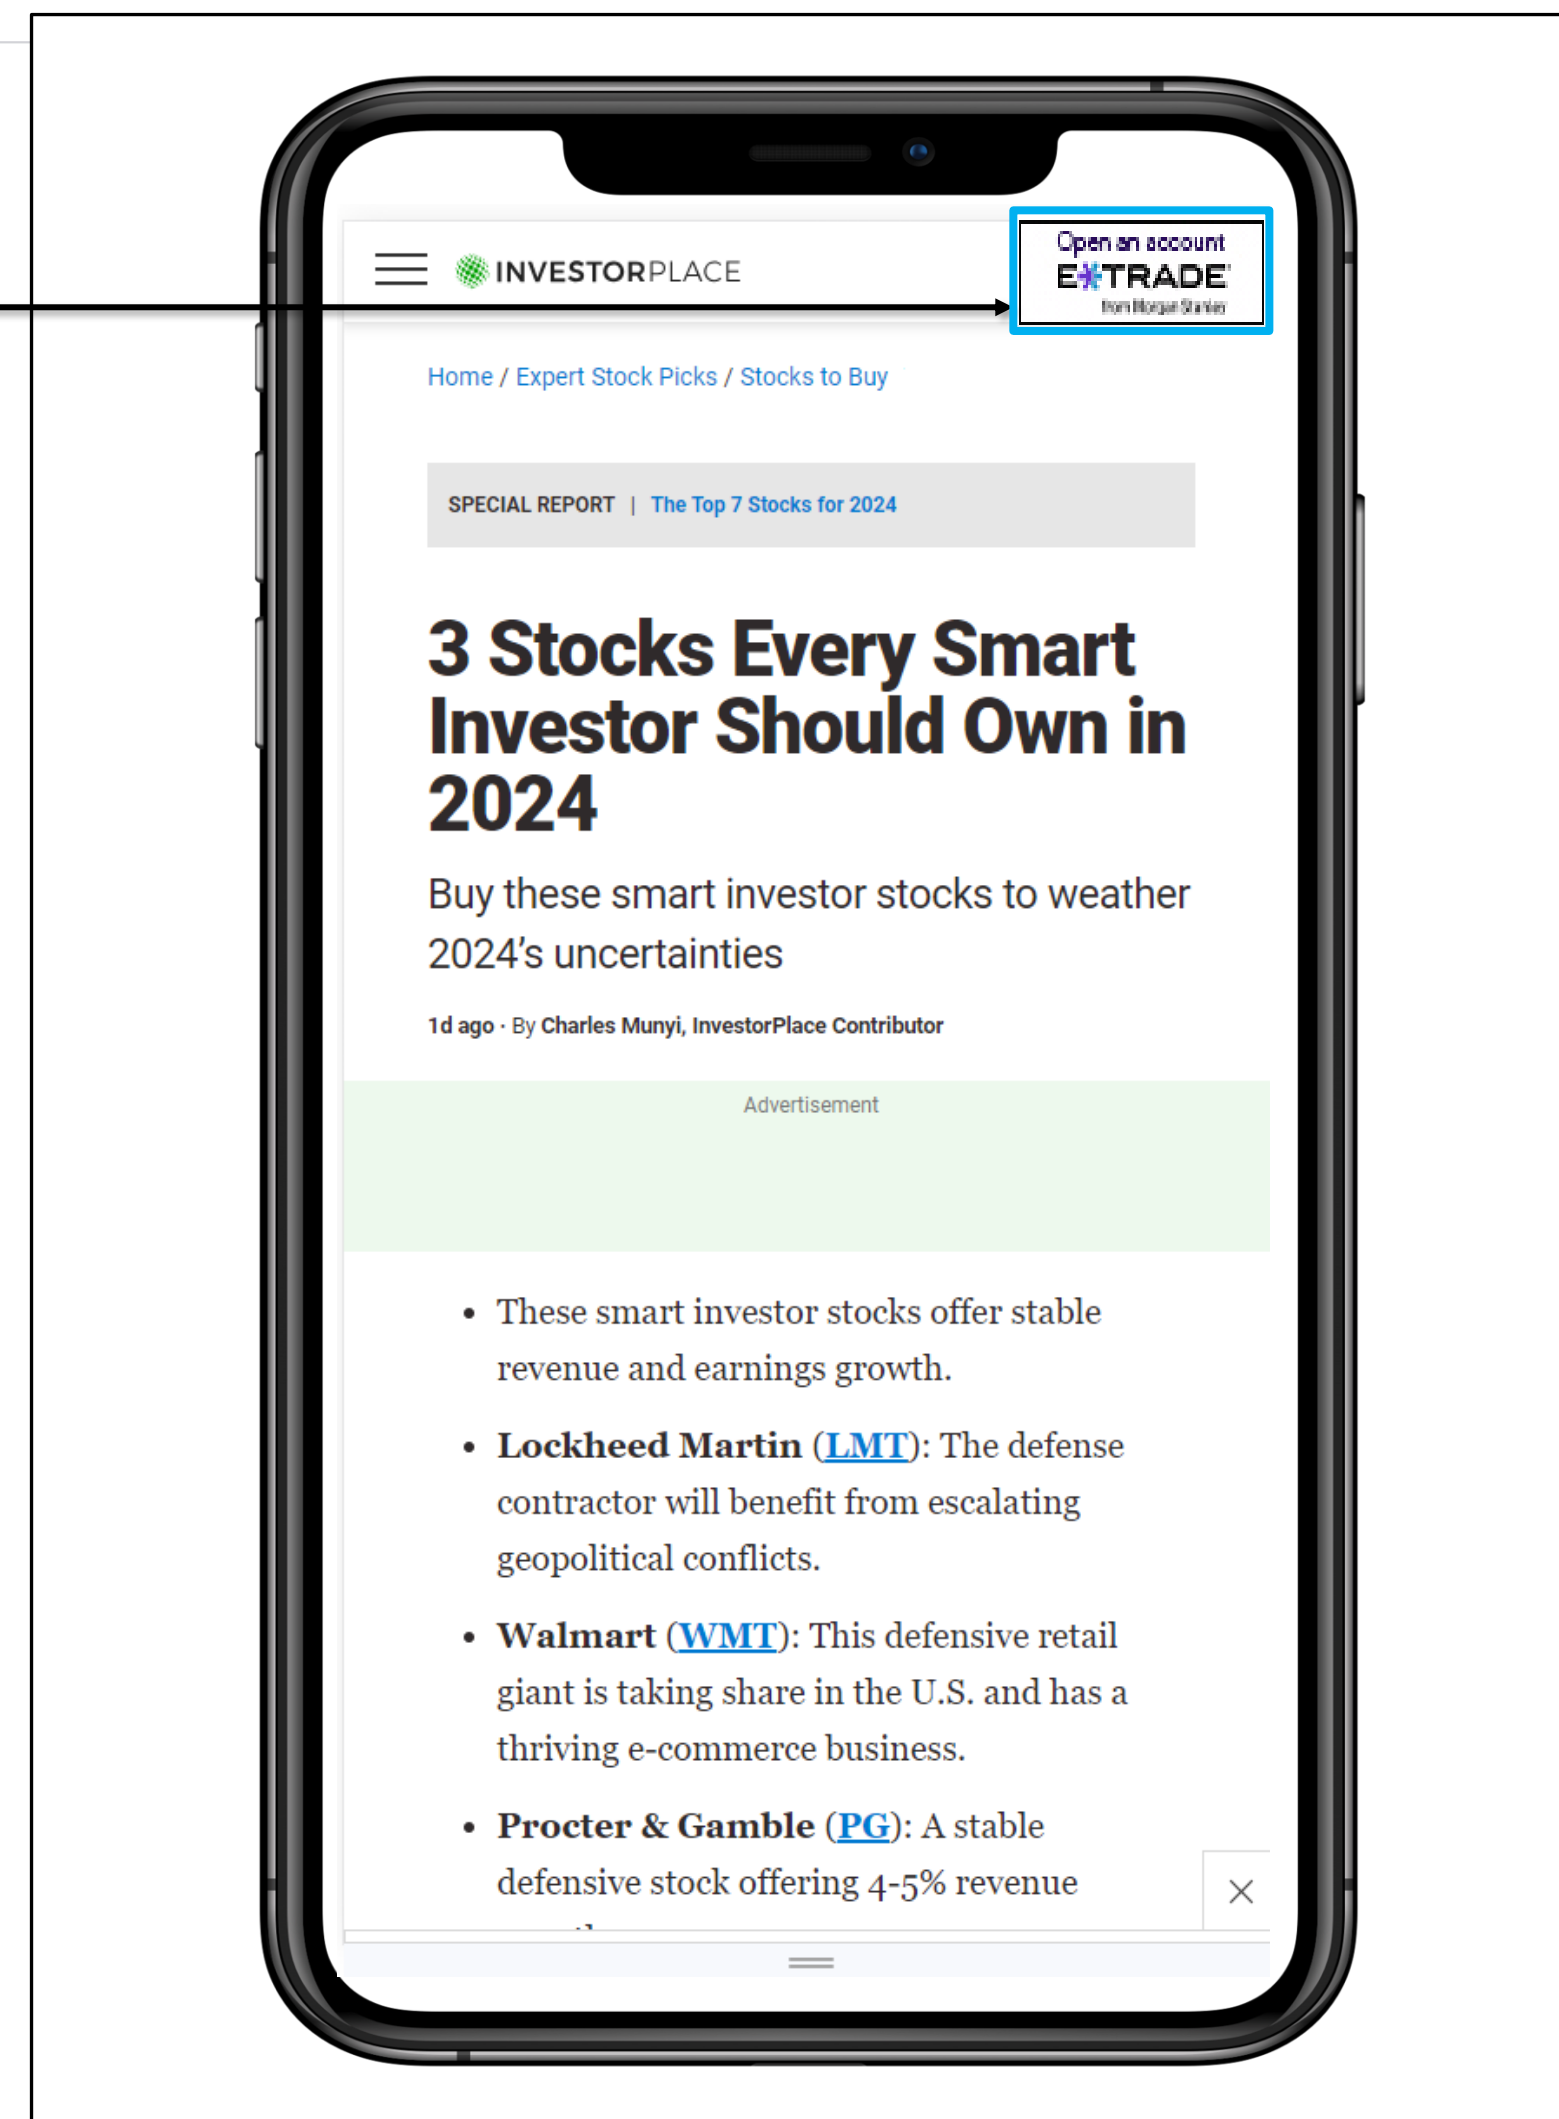 INVESTORPLACE
Open an account
E*TRADE
from Morgan Stanley
Home / Expert Stock Picks / Stocks to Buy
SPECIAL REPORT | The Top 7 Stocks for 2024
3 Stocks Every Smart
Investor Should Own in
2024
Buy these smart investor stocks to weather
2024’s uncertainties
1d ago · By Charles Munyi, InvestorPlace Contributor
Advertisement
• These smart investor stocks offer stable
revenue and earnings growth.
• Lockheed Martin (LMT): The defense
contractor will benefit from escalating
geopolitical conflicts.
• Walmart (WMT): This defensive retail
giant is taking share in the U.S. and has a
thriving e-commerce business.
• Procter & Gamble (PG): A stable
defensive stock offering 4-5% revenue